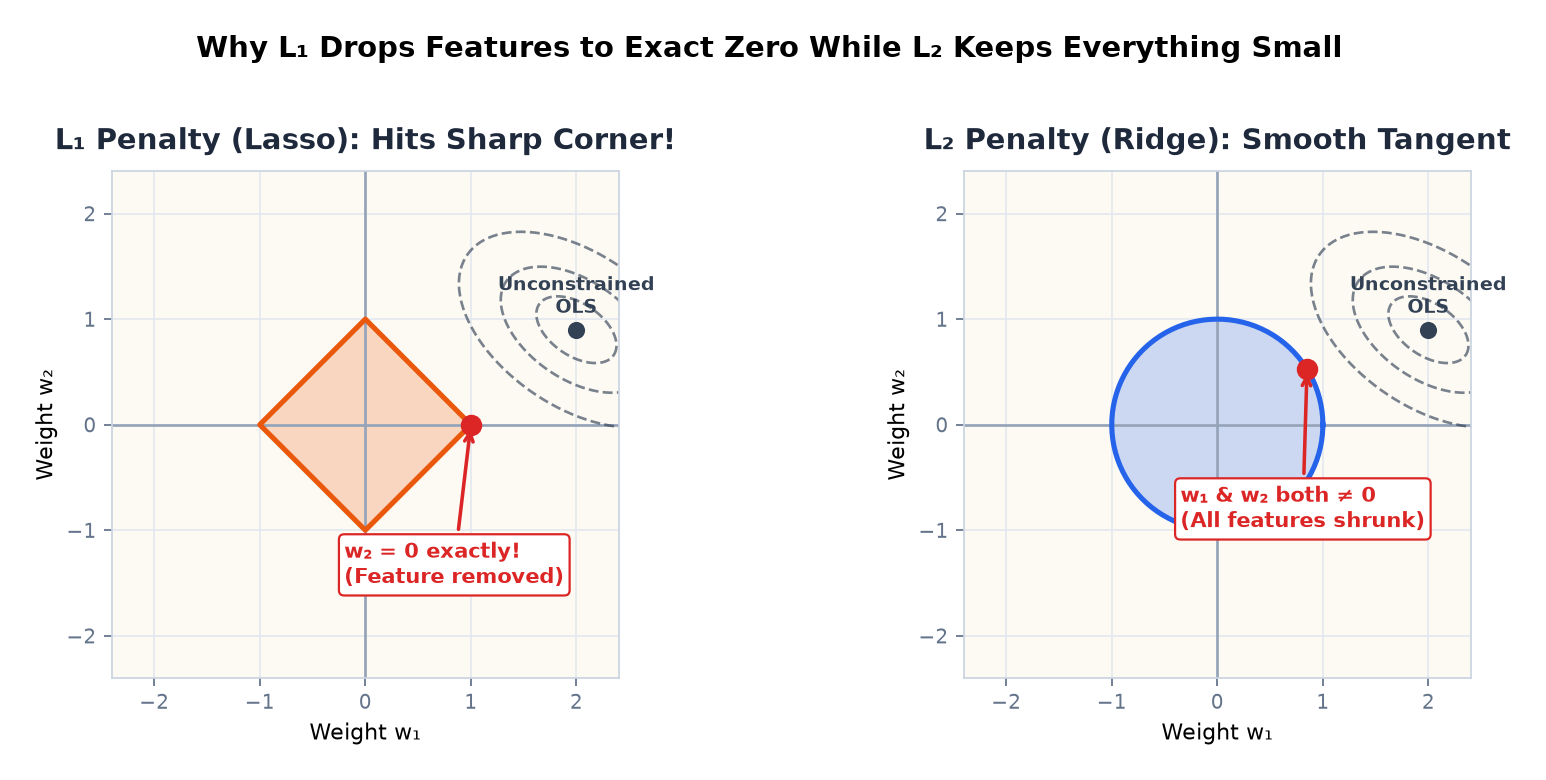 Why L₁ Drops Features to Exact Zero While L₂ Keeps Everything Small
L₁ Penalty (Lasso): Hits Sharp Corner!
2
1
0
−1
−2
Weight w₂
Unconstrained
OLS
w₂ = 0 exactly!
(Feature removed)
−2
−1
0
1
2
Weight w₁
L₂ Penalty (Ridge): Smooth Tangent
2
1
0
−1
−2
Weight w₂
Unconstrained
OLS
w₁ & w₂ both ≠ 0
(All features shrunk)
−2
−1
0
1
2
Weight w₁